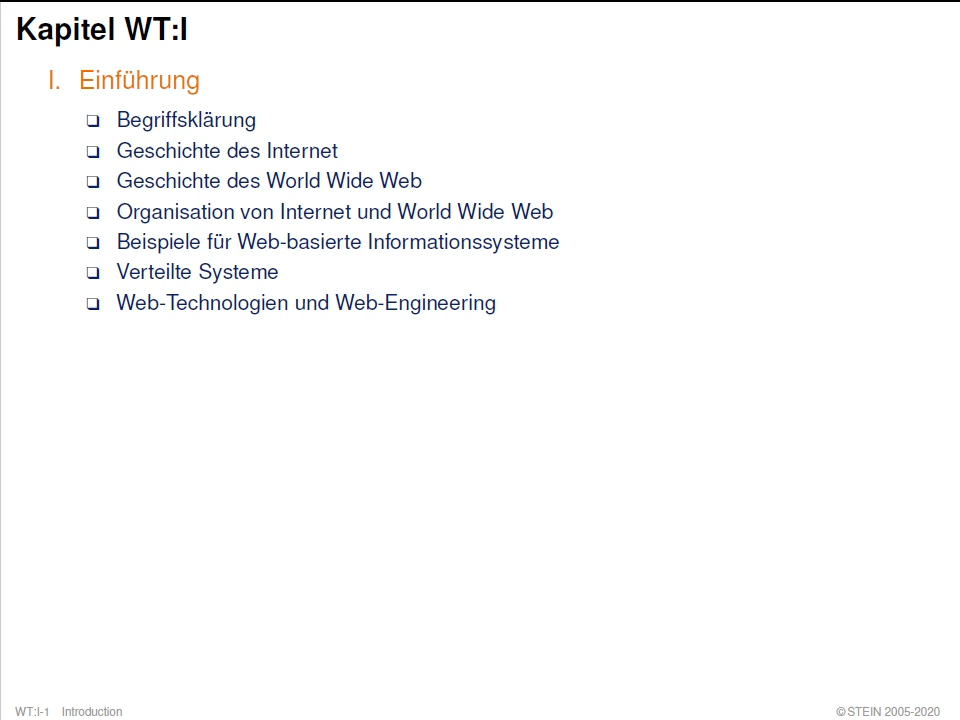 Kapitel WT:I
I. Einführung
❑ Begriffsklärung
❑ Geschichte des Internet
❑ Geschichte des World Wide Web
❑ Organisation von Internet und World Wide Web
❑ Beispiele für Web-basierte Informationssysteme
❑ Verteilte Systeme
❑ Web-Technologien und Web-Engineering
WT:I-1 Introduction © STEIN 2005-2020